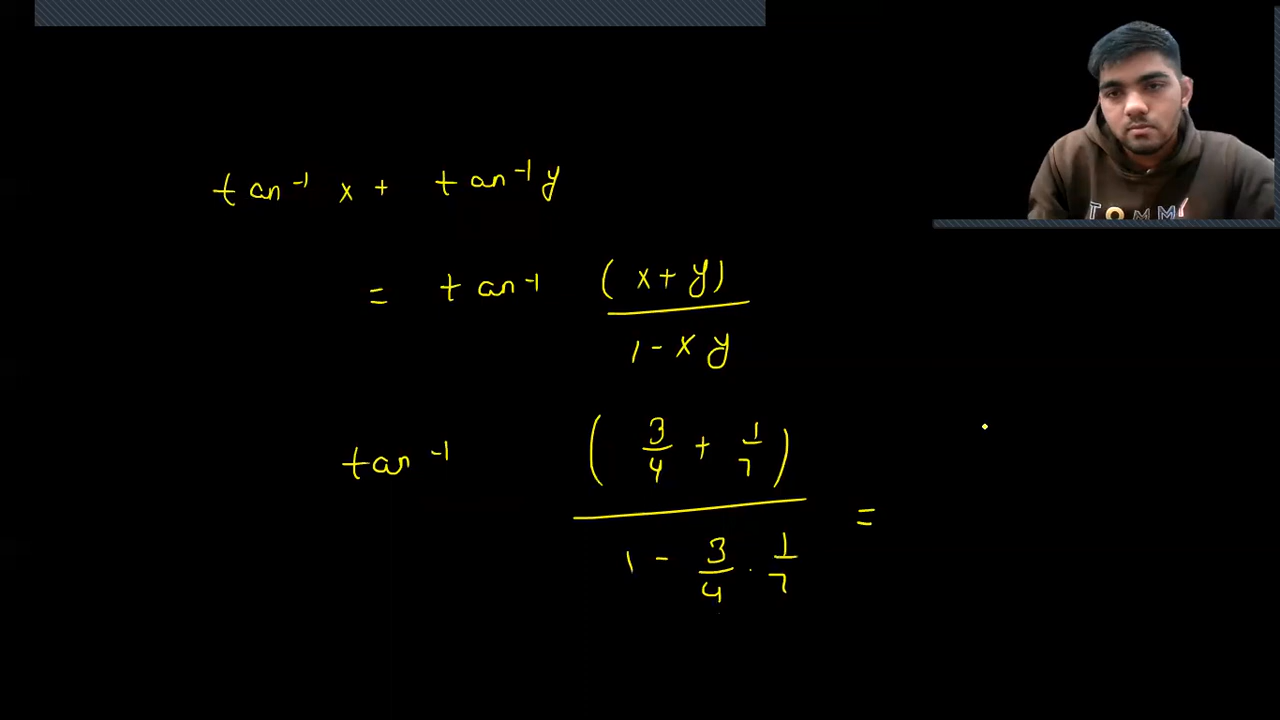 TOMMY
tan⁻¹ x + tan⁻¹ y
= tan⁻¹ (x+y)
1 - xy
tan⁻¹ (3/4 + 1/7)
1 - 3/4 . 1/7 =